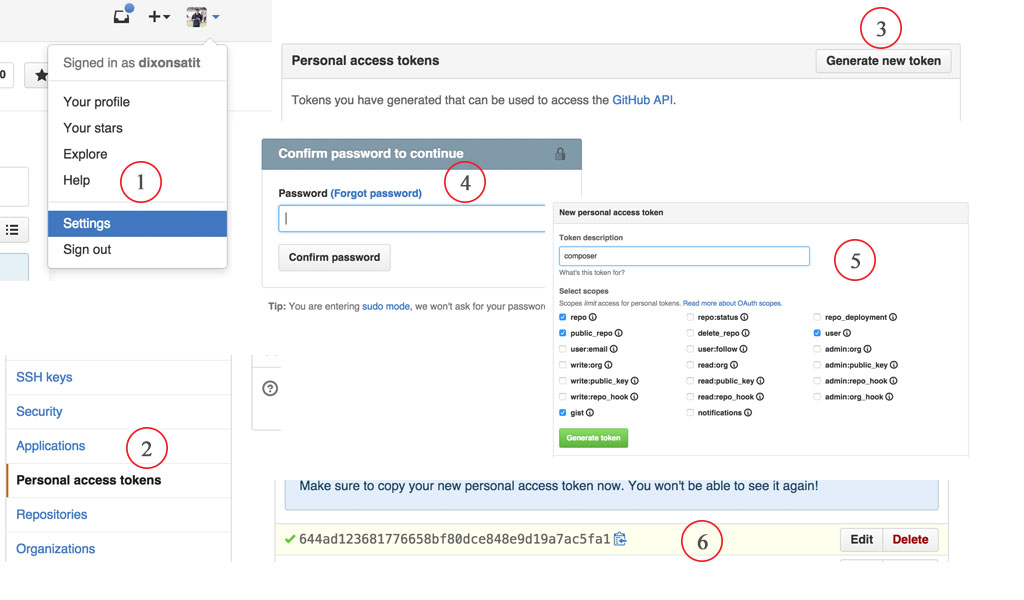 0
Signed in as dixonsatit
Your profile
Your stars
Explore
Help
1
Settings
Sign out
3
Personal access tokens
Generate new token
Tokens you have generated that can be used to access the GitHub API.
Confirm password to continue
4
Password (Forgot password)
Confirm password
Tip: You are entering sudo mode, we won't ask for your password
New personal access token
Token description
composer
5
What's this token for?
Select scopes
Scopes limit access for personal tokens. Read more about OAuth scopes.
repo repo:status repo_deployment
public_repo delete_repo user
user:email user:follow admin:org
write:org read:org admin:public_key
write:public_key read:public_key admin:repo_hook
write:repo_hook read:repo_hook admin:org_hook
gist notifications
Generate token
SSH keys
Security
Applications
2
Personal access tokens
Repositories
Organizations
Make sure to copy your new personal access token now. You won't be able to see it again!
644ad123681776658bf80dce848e9d19a7ac5fa1
6
Edit Delete